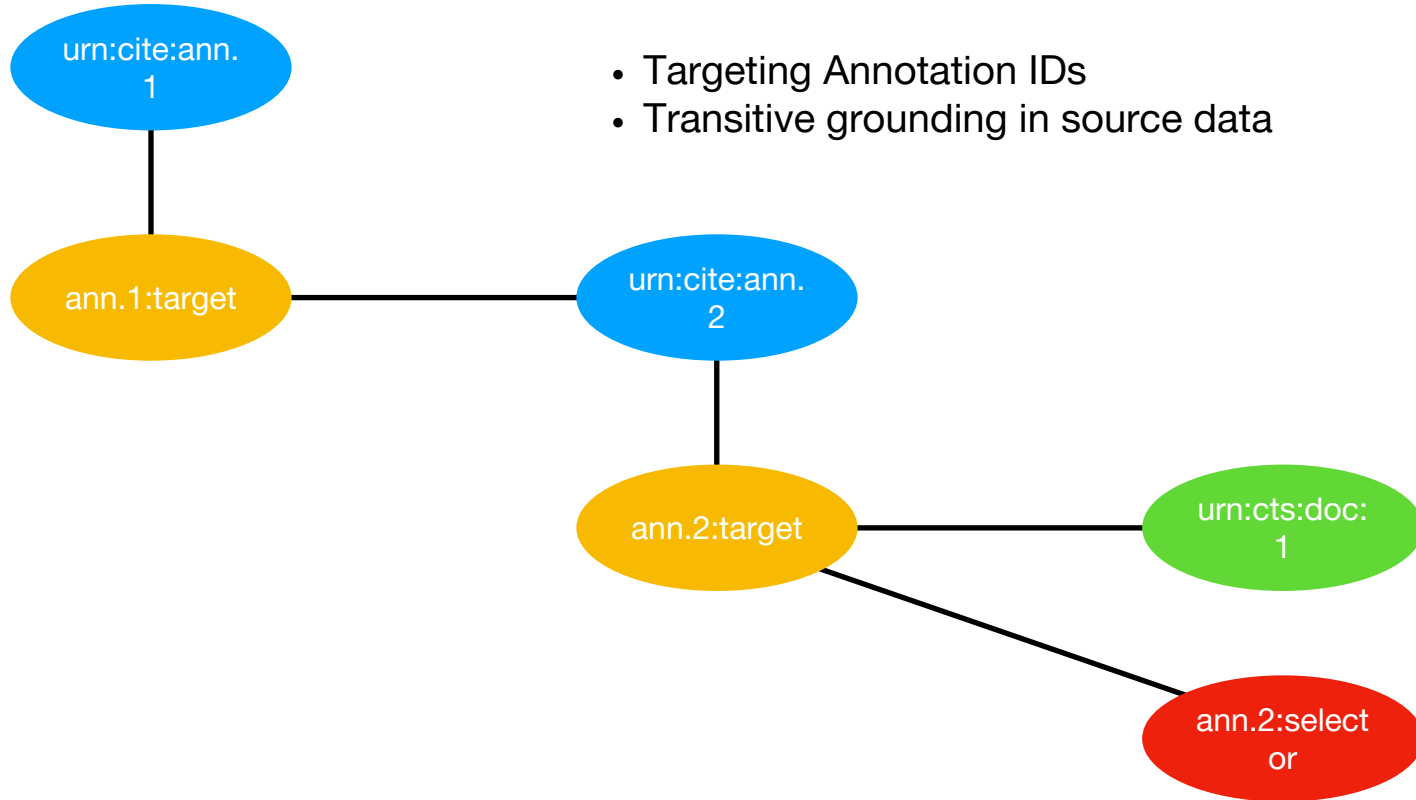 urn:cite:ann.
1
• Targeting Annotation IDs
• Transitive grounding in source data
ann.1:target
urn:cite:ann.
2
ann.2:target
urn:cts:doc:
1
ann.2:select
or